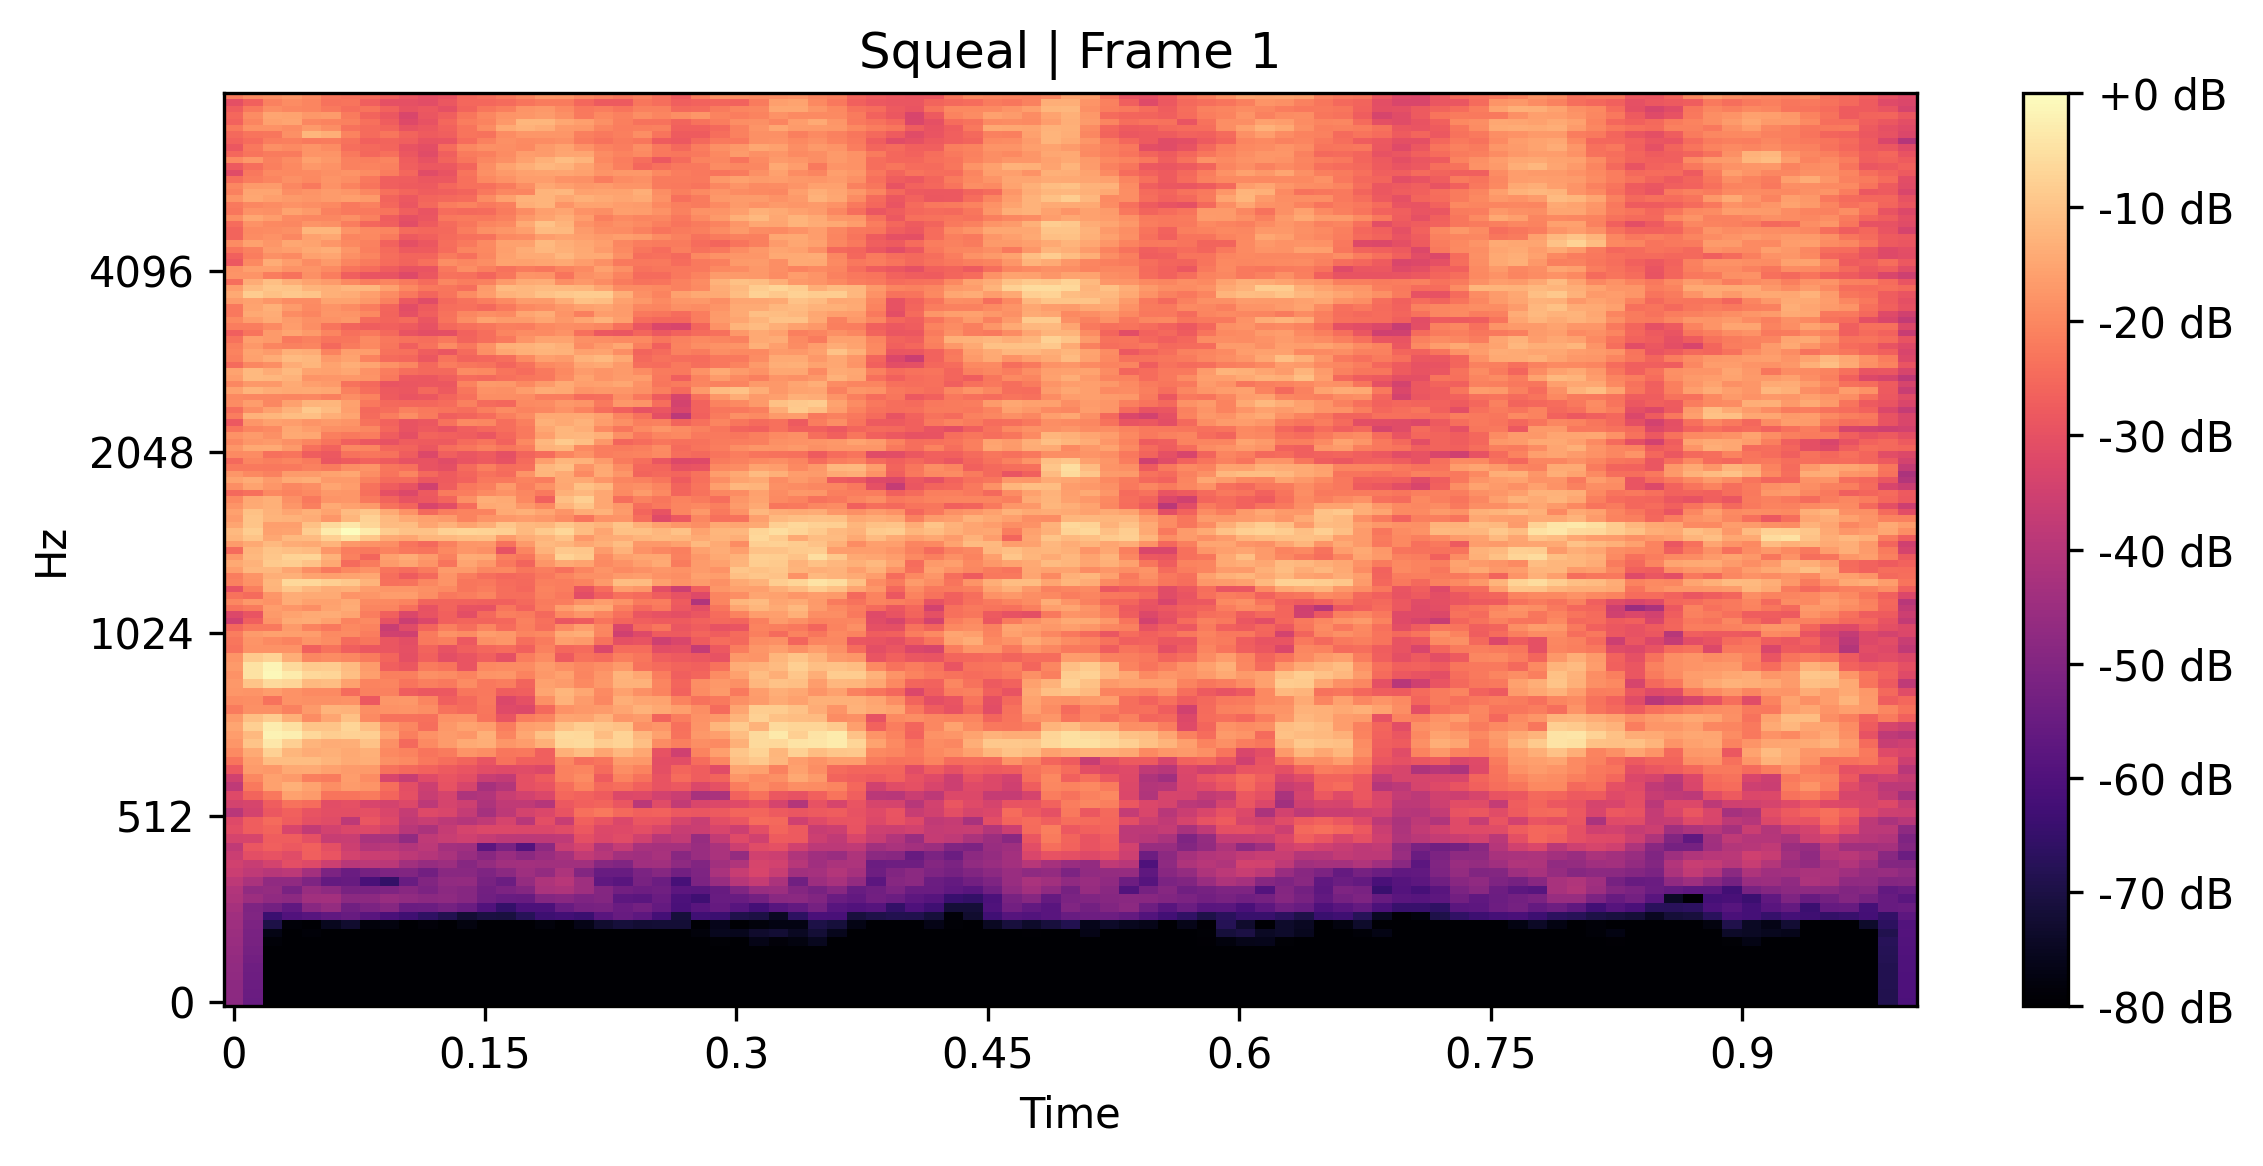 Squeal | Frame 1
Hz
4096
2048
1024
512
0
0 0.15 0.3 0.45 0.6 0.75 0.9
Time
+0 dB
-10 dB
-20 dB
-30 dB
-40 dB
-50 dB
-60 dB
-70 dB
-80 dB